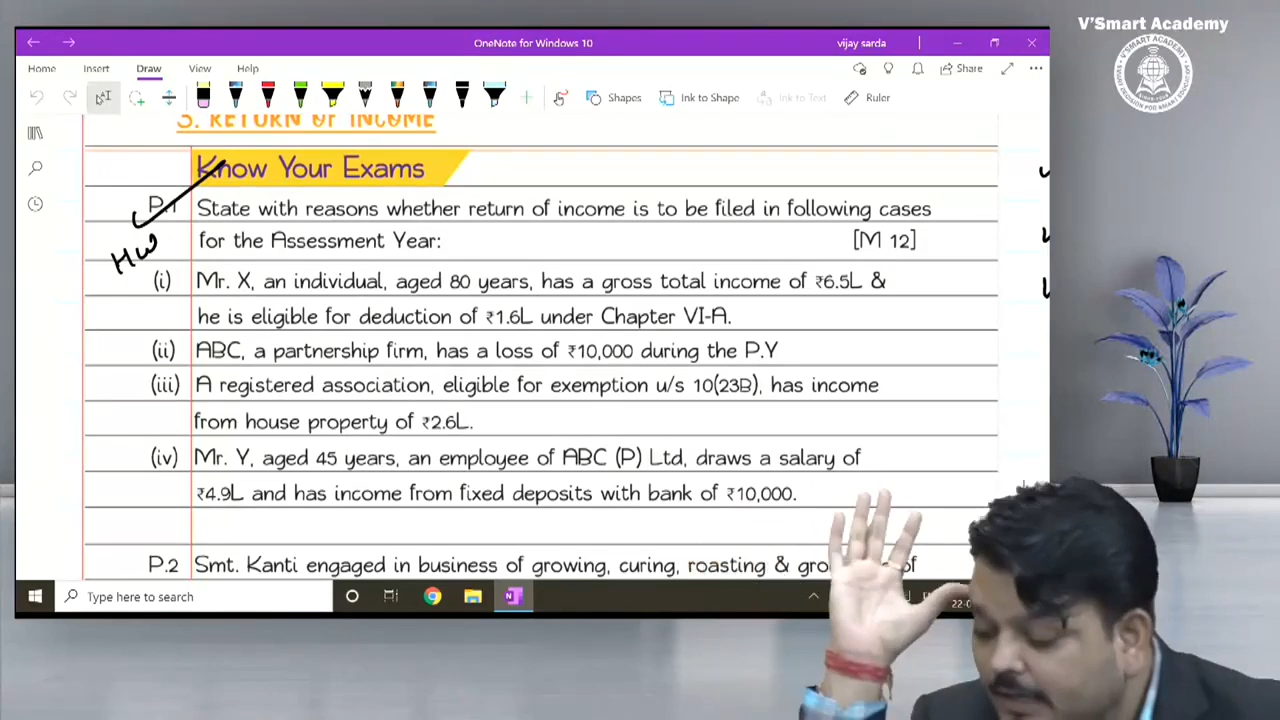 V'Smart Academy
OneNote for Windows 10
vijay sarda
Home Insert Draw View Help
Share
Shapes Ink to Shape Ink to Text Ruler
3. RETURN OF INCOME
Know Your Exams
P.1 State with reasons whether return of income is to be filed in following cases
for the Assessment Year: [M 12]
HW
(i) Mr. X, an individual, aged 80 years, has a gross total income of ₹6.5L &
he is eligible for deduction of ₹1.6L under Chapter VI-A.
(ii) ABC, a partnership firm, has a loss of ₹10,000 during the P.Y
(iii) A registered association, eligible for exemption u/s 10(23B), has income
from house property of ₹2.6L.
(iv) Mr. Y, aged 45 years, an employee of ABC (P) Ltd, draws a salary of
₹4.9L and has income from fixed deposits with bank of ₹10,000.
P.2 Smt. Kanti engaged in business of growing, curing, roasting & of
Type here to search